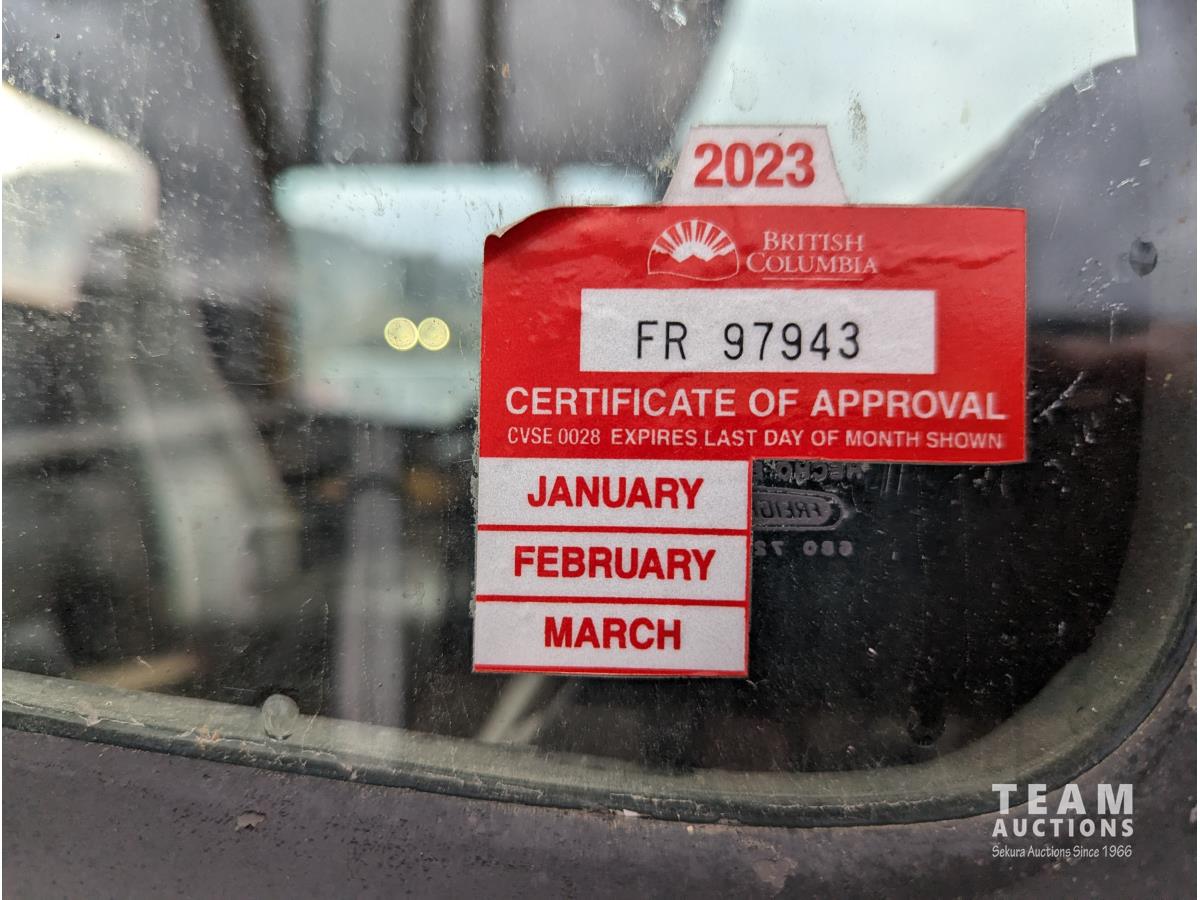 2023
BRITISH
COLUMBIA
FR 97943
CERTIFICATE OF APPROVAL
CVSE 0028 EXPIRES LAST DAY OF MONTH SHOWN
JANUARY
FEBRUARY
MARCH
TEAM
AUCTIONS
Sekura Auctions Since 1966